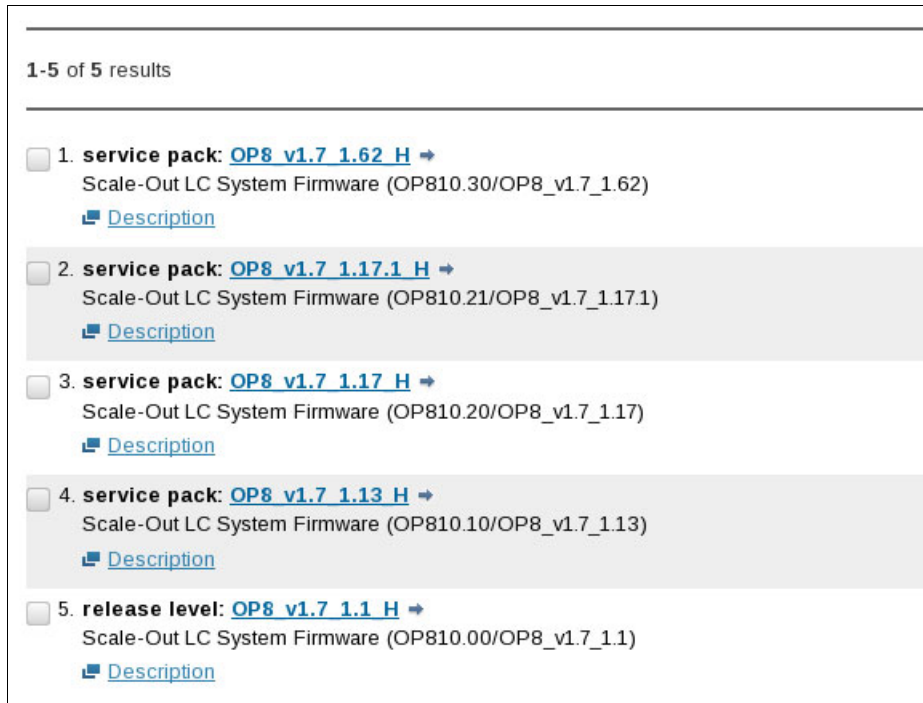 1-5 of 5 results
1. service pack: OP8_v1.7_1.62_H
Scale-Out LC System Firmware (OP810.30/OP8_v1.7_1.62)
Description
2. service pack: OP8_v1.7_1.17.1_H
Scale-Out LC System Firmware (OP810.21/OP8_v1.7_1.17.1)
Description
3. service pack: OP8_v1.7_1.17_H
Scale-Out LC System Firmware (OP810.20/OP8_v1.7_1.17)
Description
4. service pack: OP8_v1.7_1.13_H
Scale-Out LC System Firmware (OP810.10/OP8_v1.7_1.13)
Description
5. release level: OP8_v1.7_1.1_H
Scale-Out LC System Firmware (OP810.00/OP8_v1.7_1.1)
Description